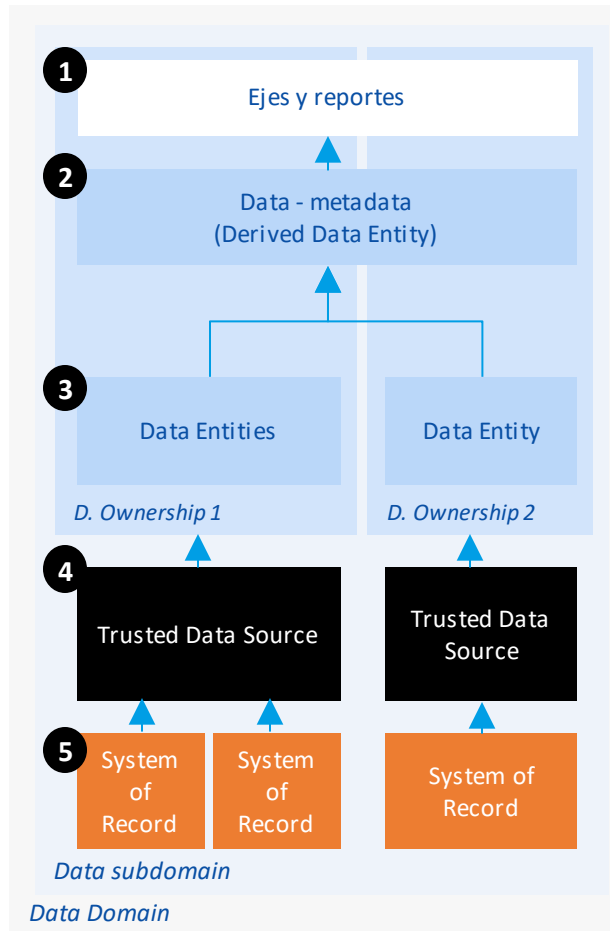 1
Ejes y reportes
2
Data - metadata
(Derived Data Entity)
3
Data Entities
Data Entity
D. Ownership 1
D. Ownership 2
4
Trusted Data Source
Trusted Data
Source
5
System
of
Record
System
of
Record
System of
Record
Data subdomain
Data Domain